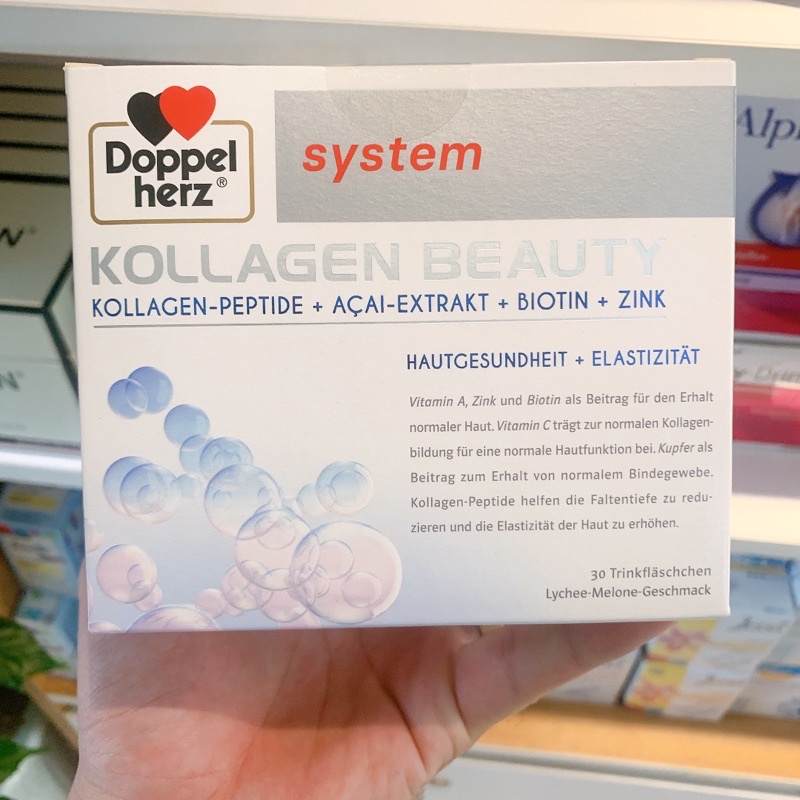 Doppel
herz®
system
KOLLAGEN BEAUTY
KOLLAGEN-PEPTIDE + AÇAI-EXTRAKT + BIOTIN + ZINK
HAUTGESUNDHEIT + ELASTIZITÄT
Vitamin A, Zink und Biotin als Beitrag für den Erhalt
normaler Haut. Vitamin C trägt zur normalen Kollagen-
bildung für eine normale Hautfunktion bei. Kupfer als
Beitrag zum Erhalt von normalem Bindegewebe.
Kollagen-Peptide helfen die Faltentiefe zu redu-
zieren und die Elastizität der Haut zu erhöhen.
30 Trinkfläschchen
Lychee-Melone-Geschmack